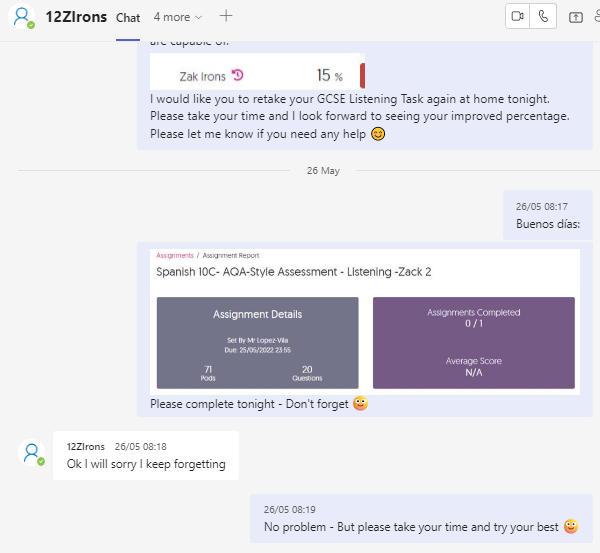 12ZIrons Chat 4 more
are capable of.
Zak Irons 15 %
I would like you to retake your GCSE Listening Task again at home tonight.
Please take your time and I look forward to seeing your improved percentage.
Please let me know if you need any help
26 May
26/05 08:17
Buenos días:
Assignments / Assignment Report
Spanish 10C- AQA-Style Assessment - Listening -Zack 2
Assignment Details
Set By Mr Lopez-Vila
Due: 25/05/2022 23:55
71 20
Pods Questions
Assignments Completed
0 / 1
Average Score
N/A
Please complete tonight - Don't forget
12ZIrons 26/05 08:18
Ok I will sorry I keep forgetting
26/05 08:19
No problem - But please take your time and try your best